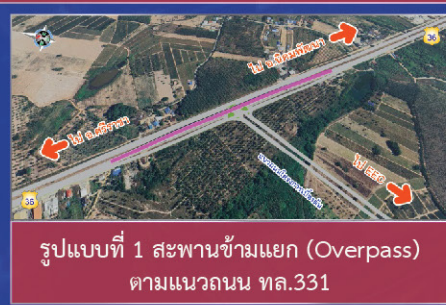 36
ไป อ.นิคมพัฒนา
ไป อ.ศรีราชา
ไป EEC
36
รูปแบบที่ 1 สะพานข้ามแยก (Overpass)
ตามแนวถนน ทล.331